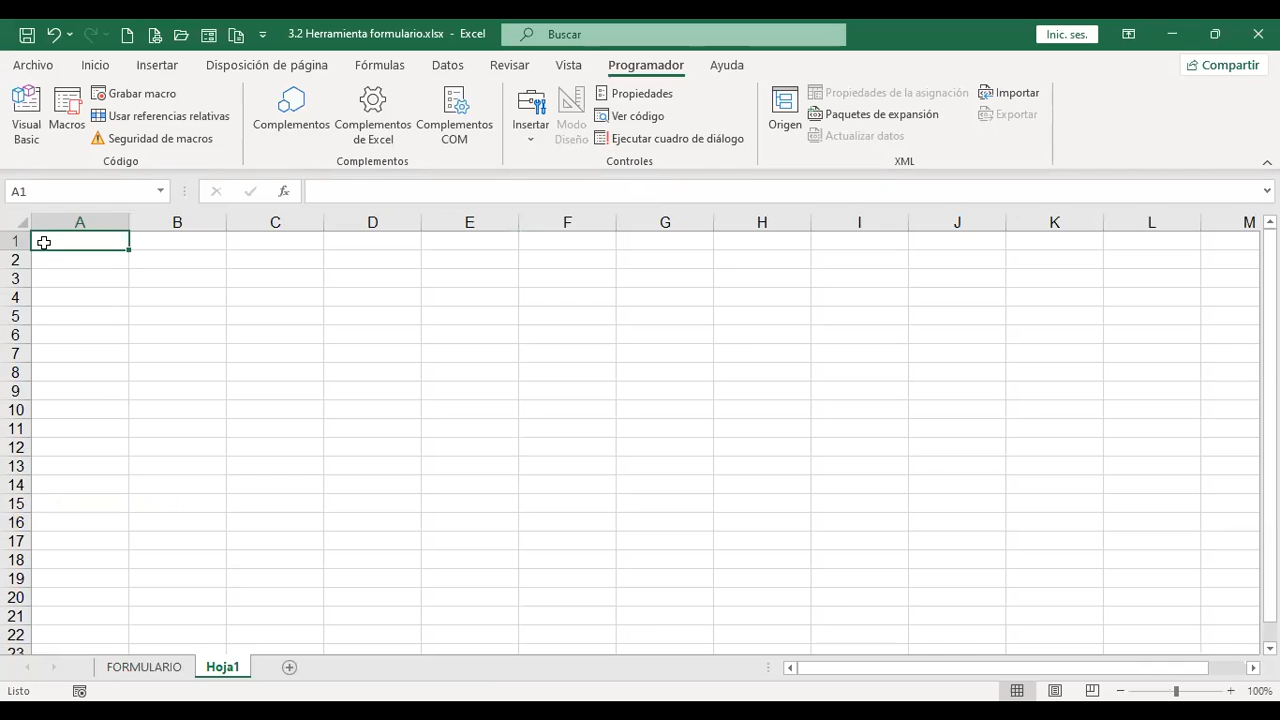 3.2 Herramienta formulario.xlsx - Excel
Buscar
Inic. ses.
Archivo Inicio Insertar Disposición de página Fórmulas Datos Revisar Vista Programador Ayuda
Compartir
Visual Basic
Macros
Grabar macro
Usar referencias relativas
Seguridad de macros
Código
Complementos
Complementos de Excel
Complementos COM
Complementos
Insertar
Modo Diseño
Propiedades
Ver código
Ejecutar cuadro de diálogo
Controles
Origen
Propiedades de la asignación
Paquetes de expansión
Actualizar datos
Importar
Exportar
XML
A1
fx
A B C D E F G H I J K L M
1
2
3
4
5
6
7
8
9
10
11
12
13
14
15
16
17
18
19
20
21
22
23
FORMULARIO Hoja1
Listo
100%